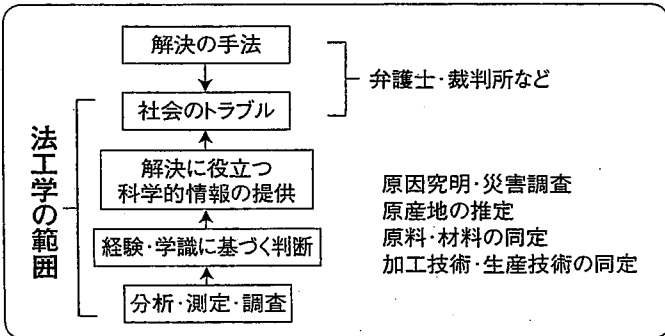 解決の手法
社会のトラブル
弁護士・裁判所など
法工学の範囲
解決に役立つ
科学的情報の提供
経験・学識に基づく判断
分析・測定・調査
原因究明・災害調査
原産地の推定
原料・材料の同定
加工技術・生産技術の同定